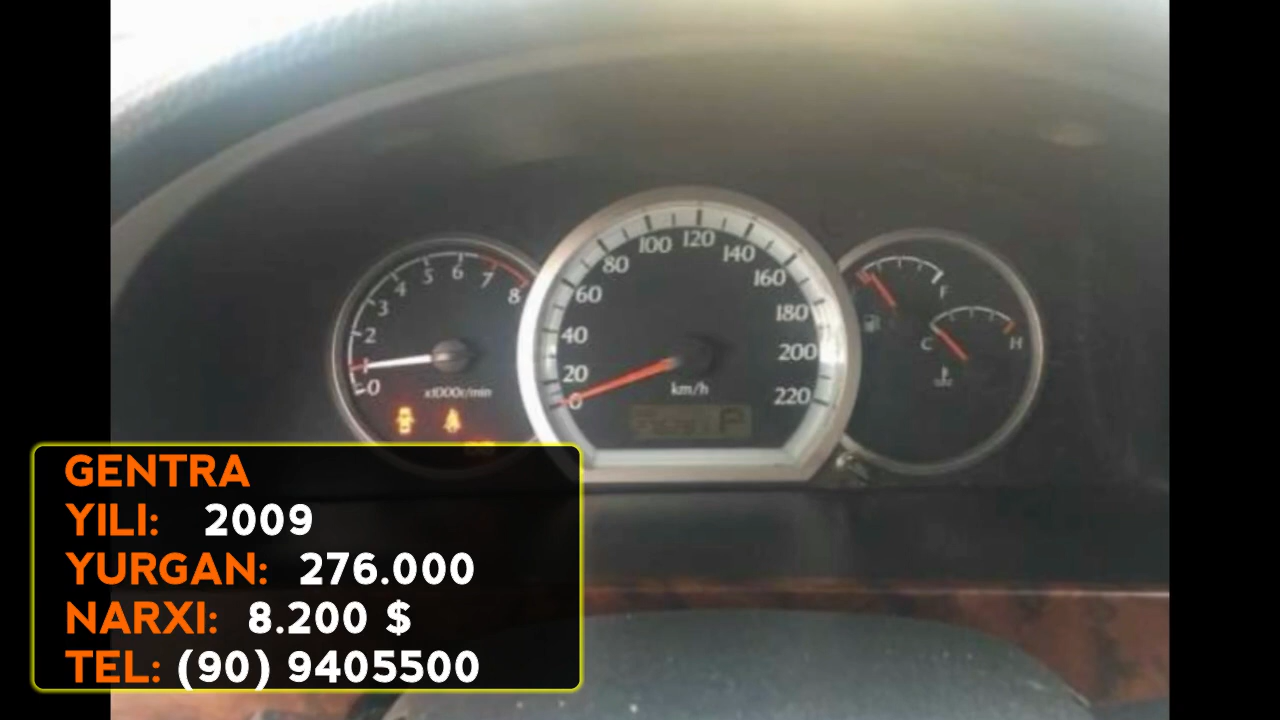 0
1
2
3
4
5
6
7
8
x1000r/min
0
20
40
60
80
100
120
140
160
180
200
220
km/h
P
F
C
H
GENTRA
YILI: 2009
YURGAN: 276.000
NARXI: 8.200 $
TEL: (90) 9405500